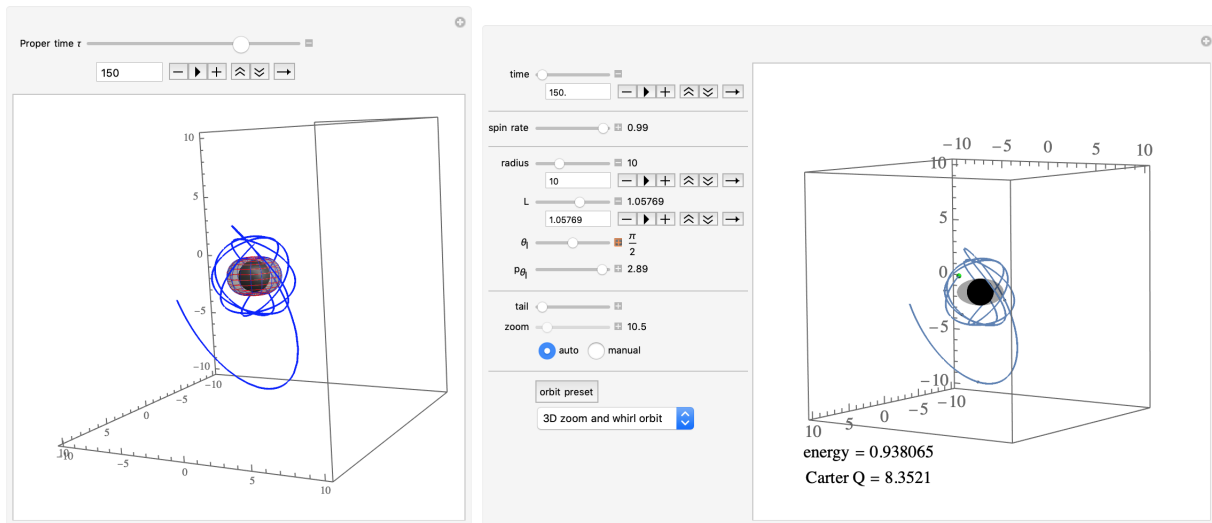 Proper time τ
150
10
5
0
−5
−10
−10
−5
0
5
10
−10
−5
0
5
10
time
150.
spin rate 0.99
radius 10
10
L 1.05769
1.05769
θ_l π/2
p_θ_l 2.89
tail
zoom 10.5
auto manual
orbit preset
3D zoom and whirl orbit
−10 −5 0 5 10
10
5
0
−5
−10
10 5 0 −5 −10
energy = 0.938065
Carter Q = 8.3521